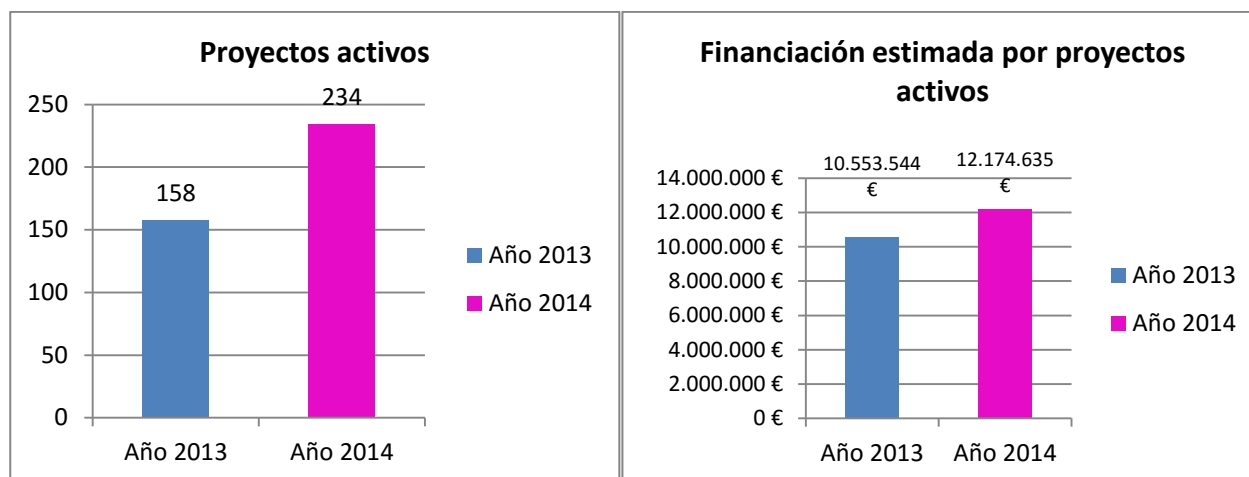 Proyectos activos
250
200
150
100
50
0
158
234
Año 2013
Año 2014
Año 2013
Año 2014
Financiación estimada por proyectos
activos
14.000.000 €
12.000.000 €
10.000.000 €
8.000.000 €
6.000.000 €
4.000.000 €
2.000.000 €
0 €
10.553.544
€
12.174.635
€
Año 2013
Año 2014
Año 2013
Año 2014